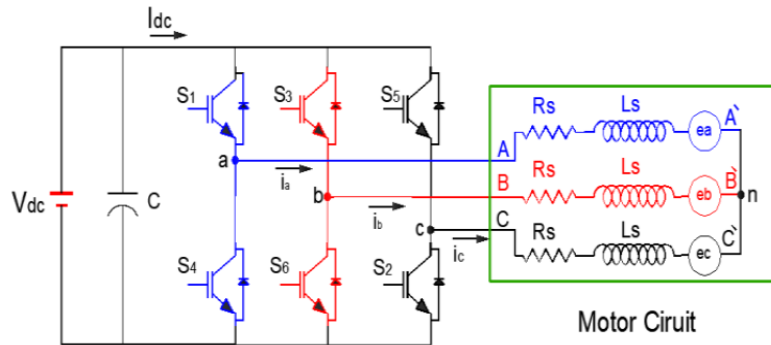 Idc
S1
S3
S5
A
Rs
Ls
ea
A`
a
ia
Vdc
C
b
ib
B
Rs
Ls
eb
B`
n
c
ic
C
Rs
Ls
ec
C`
S4
S6
S2
Motor Ciruit